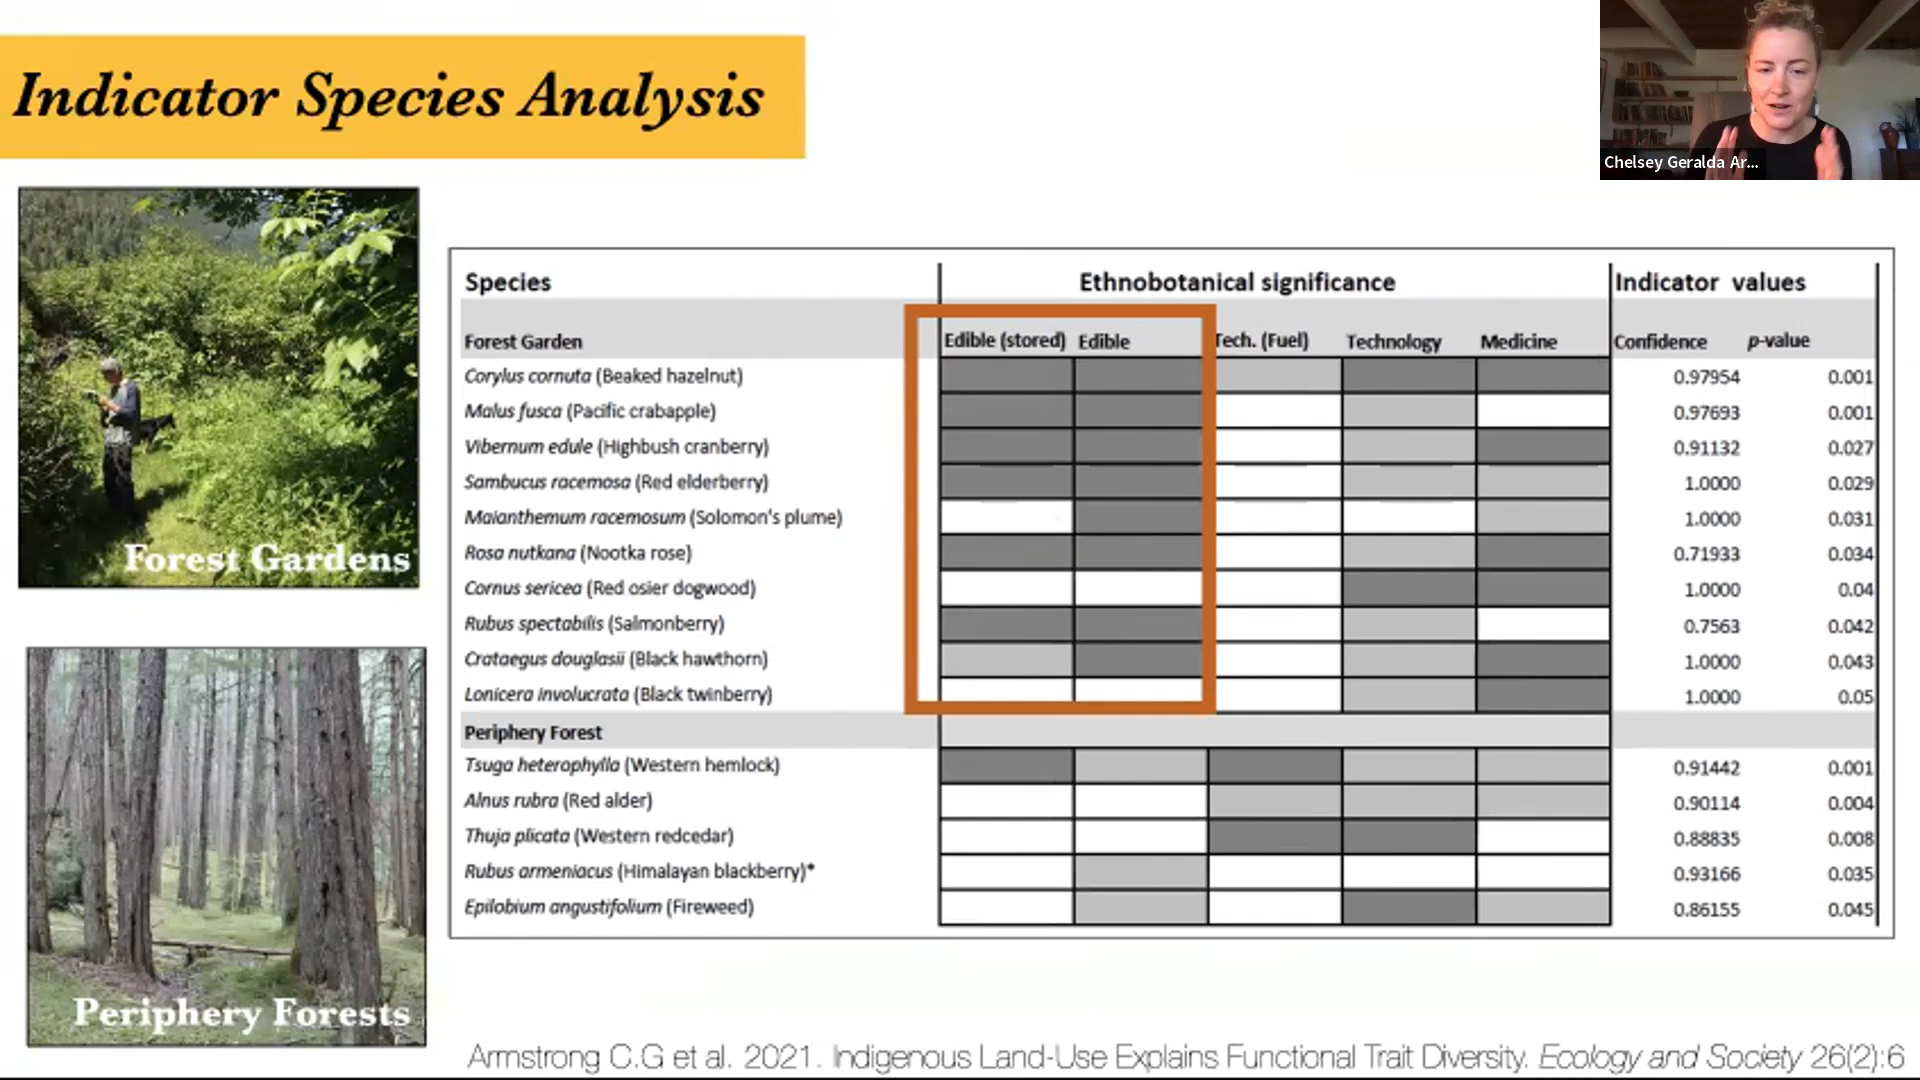 Indicator Species Analysis
Chelsey Geralda Ar...
Forest Gardens
Periphery Forests
Species Ethnobotanical significance Indicator values
Forest Garden Edible (stored) Edible Tech. (Fuel) Technology Medicine Confidence p-value
Corylus cornuta (Beaked hazelnut) 0.97954 0.001
Malus fusca (Pacific crabapple) 0.97693 0.001
Vibernum edule (Highbush cranberry) 0.91132 0.027
Sambucus racemosa (Red elderberry) 1.0000 0.029
Maianthemum racemosum (Solomon's plume) 1.0000 0.031
Rosa nutkana (Nootka rose) 0.71933 0.034
Cornus sericea (Red osier dogwood) 1.0000 0.04
Rubus spectabilis (Salmonberry) 0.7563 0.042
Crataegus douglasii (Black hawthorn) 1.0000 0.043
Lonicera involucrata (Black twinberry) 1.0000 0.05
Periphery Forest
Tsuga heterophylla (Western hemlock) 0.91442 0.001
Alnus rubra (Red alder) 0.90114 0.004
Thuja plicata (Western redcedar) 0.88835 0.008
Rubus armeniacus (Himalayan blackberry)* 0.93166 0.035
Epilobium angustifolium (Fireweed) 0.86155 0.045
Armstrong C.G et al. 2021. Indigenous Land-Use Explains Functional Trait Diversity. Ecology and Society 26(2):6